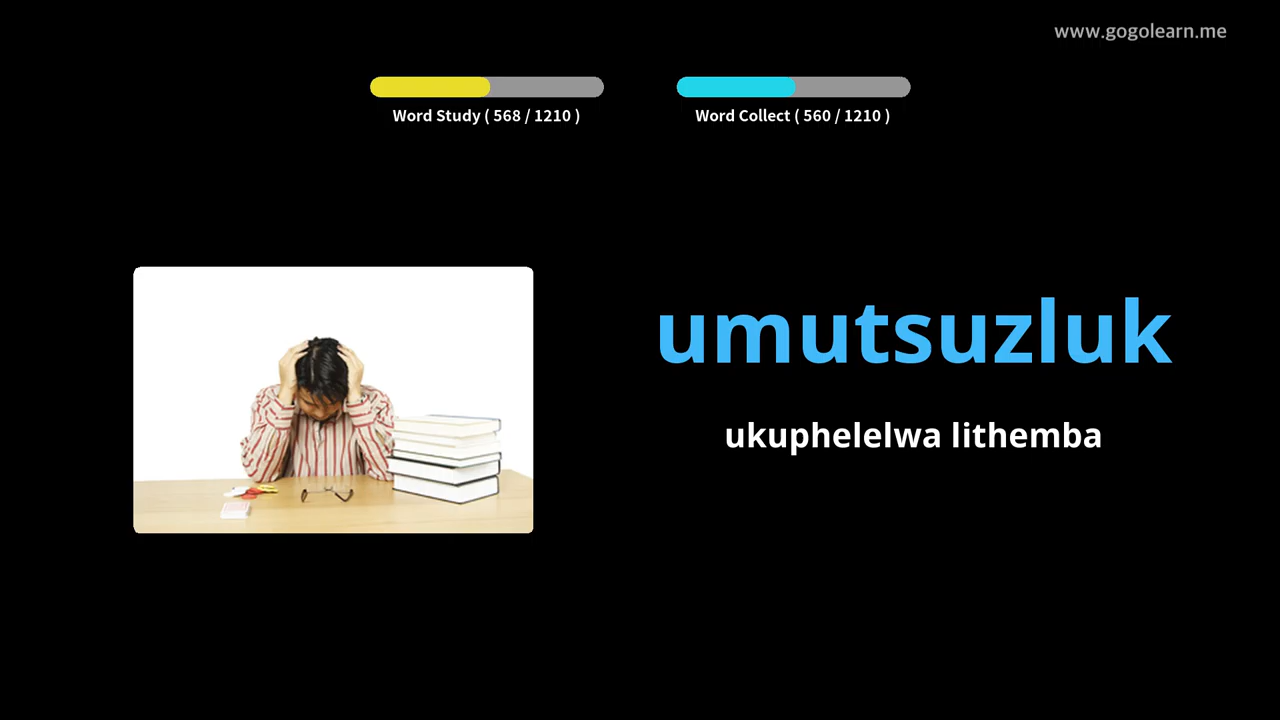 www.gogolearn.me
Word Study ( 568 / 1210 )
Word Collect ( 560 / 1210 )
umutsuzluk
ukuphelelwa lithemba